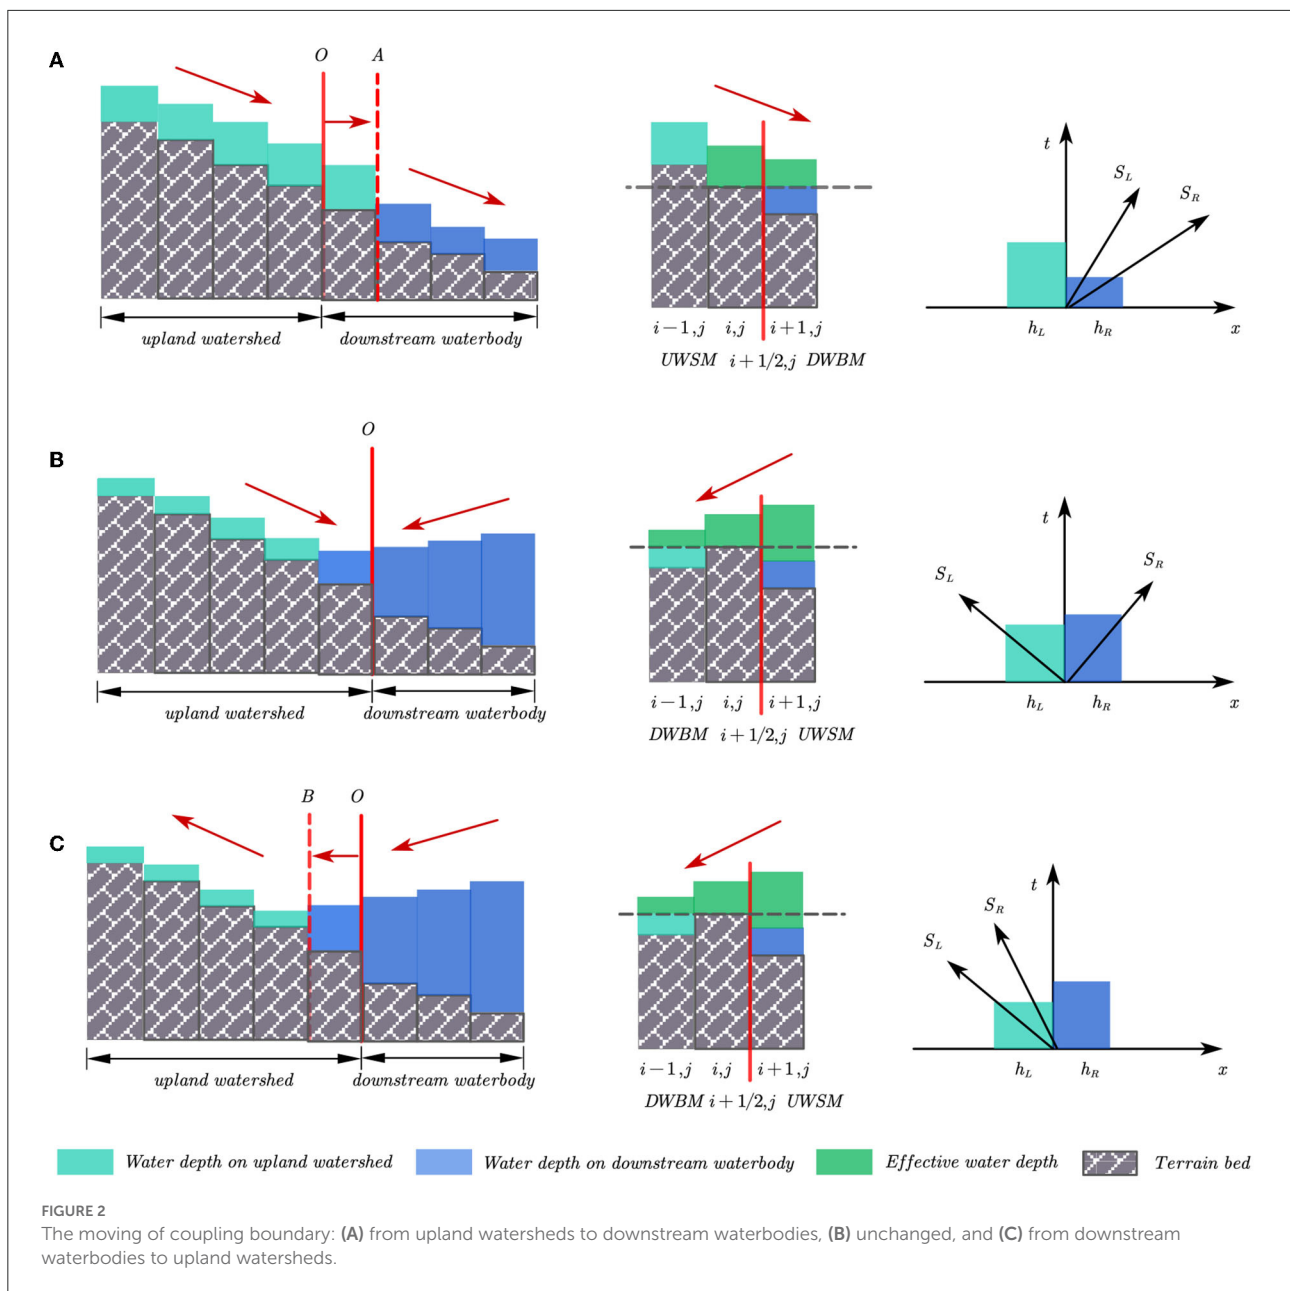 A
O A
t
S_L
S_R
i−1,j i,j i+1,j
h_L h_R x
upland watershed downstream waterbody
UWSM i+1/2,j DWBM
O
B
t
S_L
S_R
i−1,j i,j i+1,j
h_L h_R x
upland watershed downstream waterbody
DWBM i+1/2,j UWSM
B O
C
t
S_R
S_L
i−1,j i,j i+1,j
h_L h_R x
upland watershed downstream waterbody
DWBM i+1/2,j UWSM
Water depth on upland watershed Water depth on downstream waterbody Effective water depth Terrain bed
FIGURE 2
The moving of coupling boundary: (A) from upland watersheds to downstream waterbodies, (B) unchanged, and (C) from downstream
waterbodies to upland watersheds.